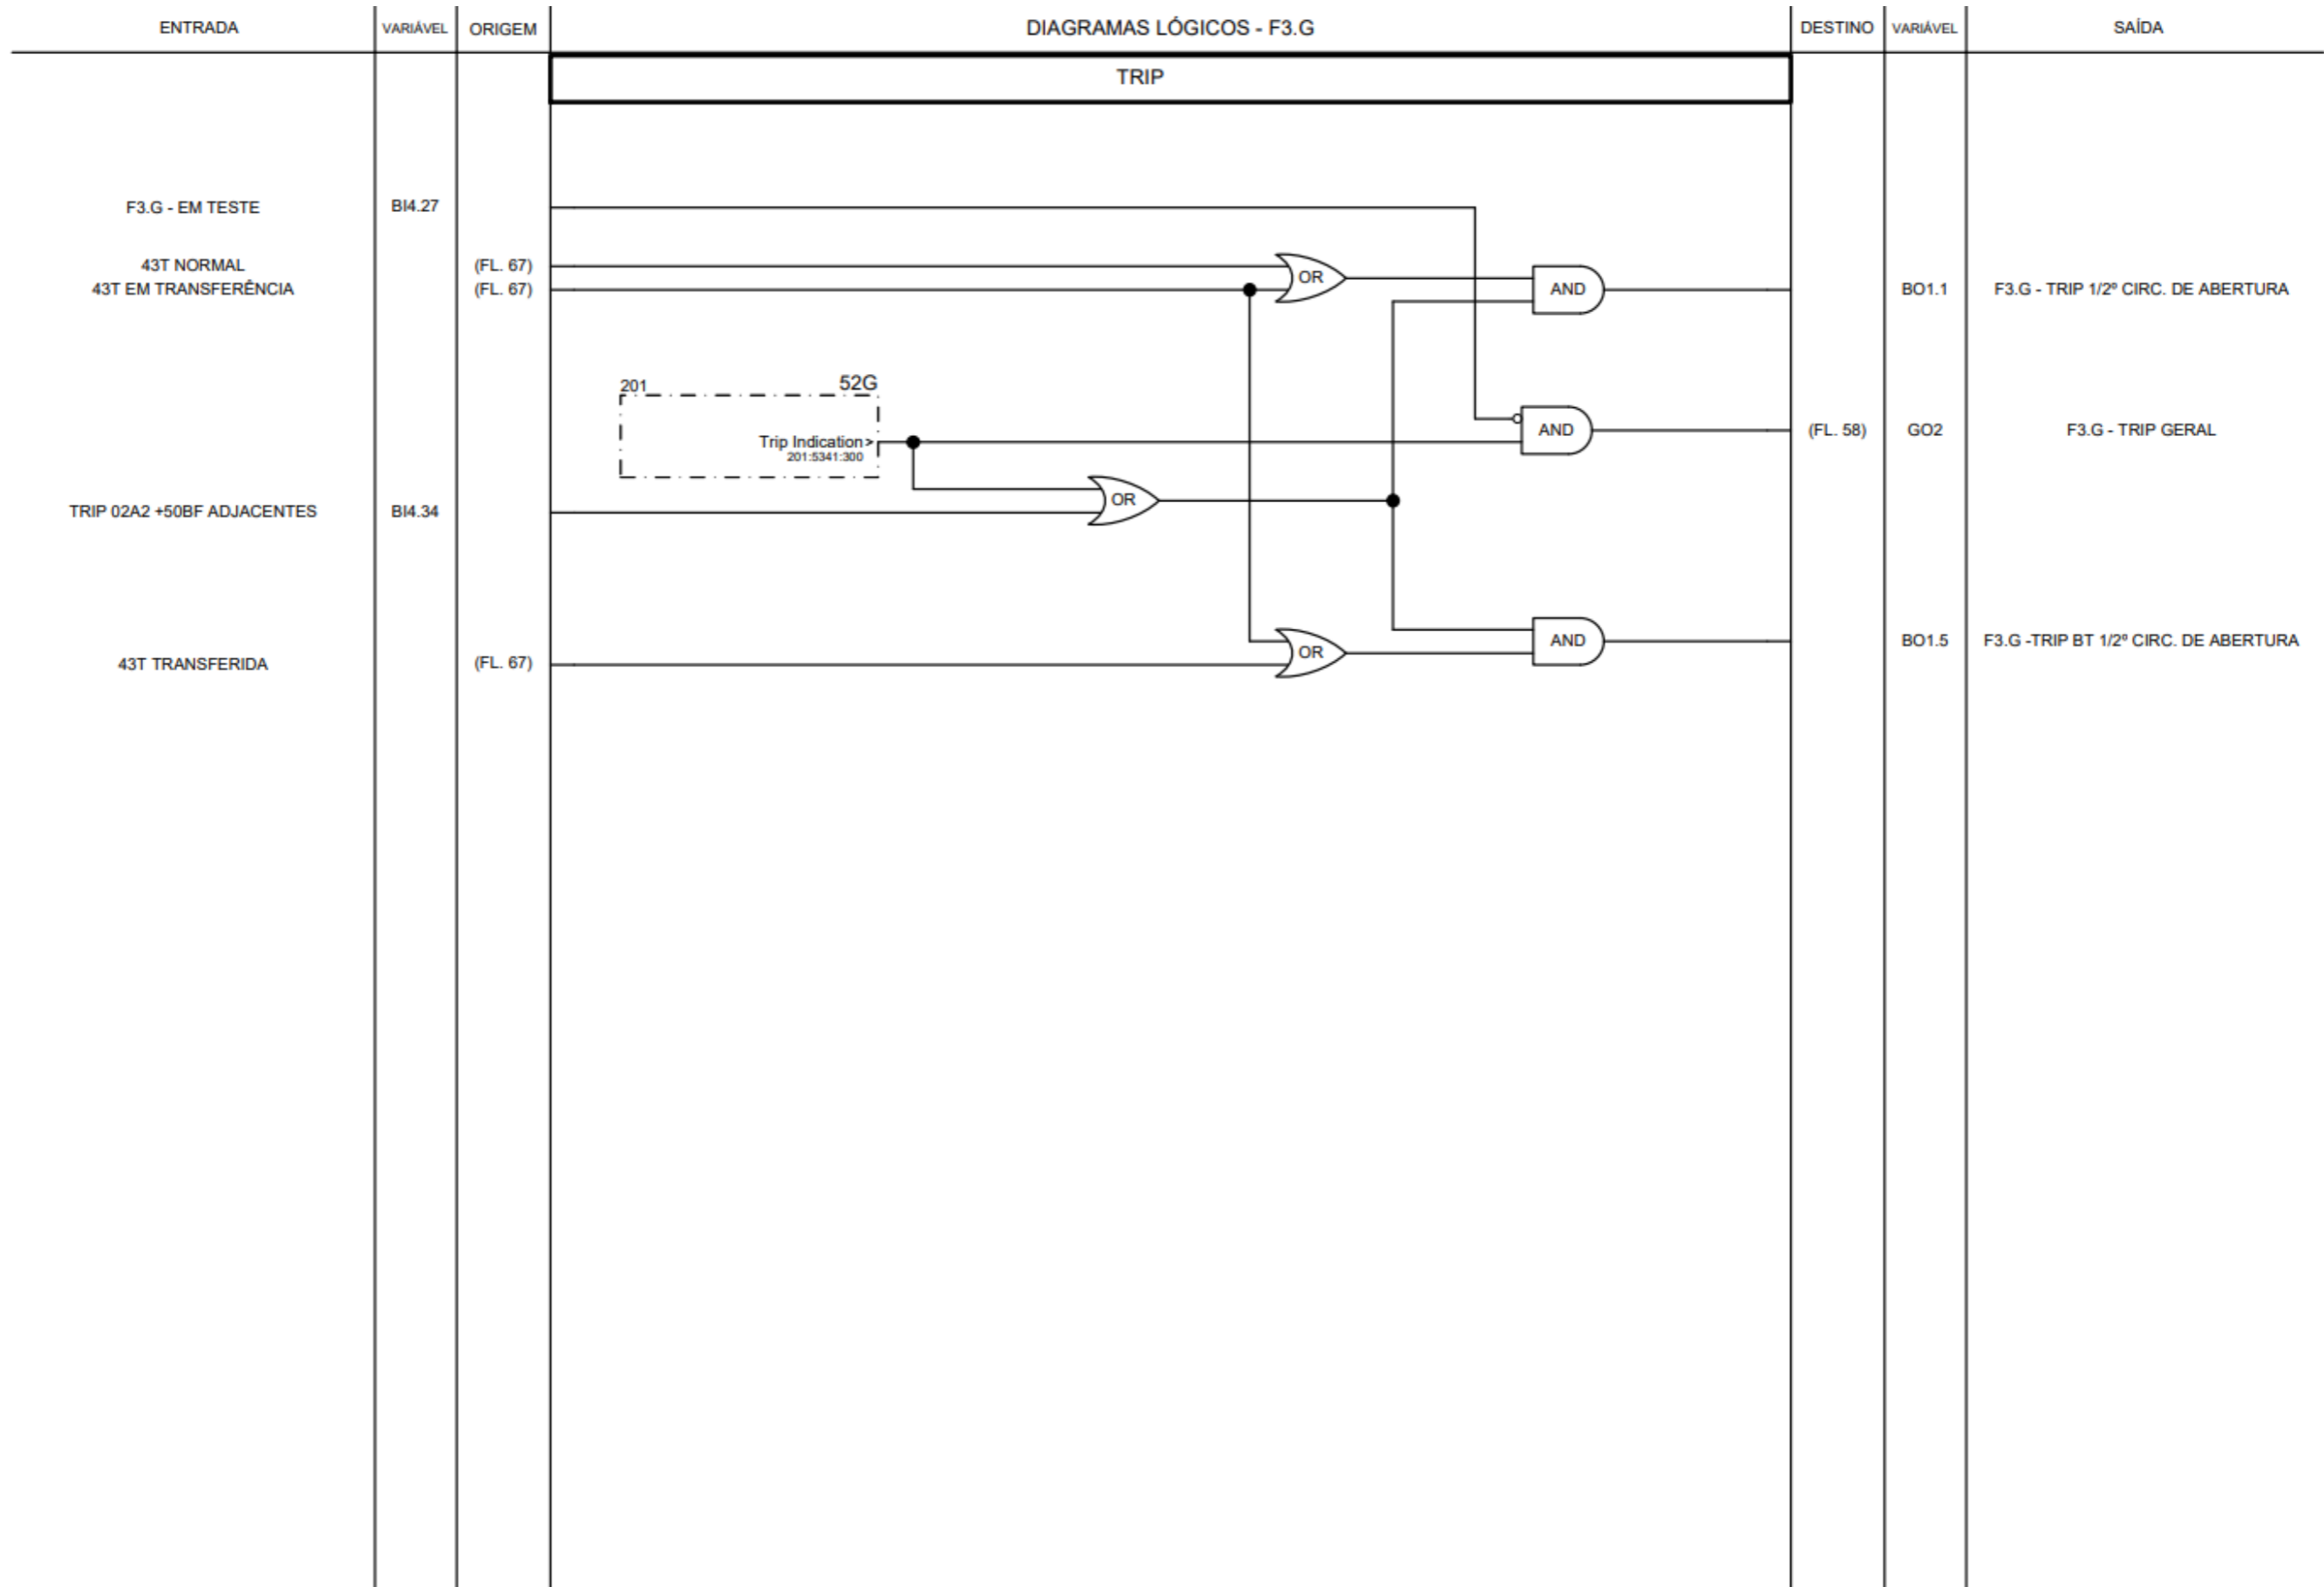 ENTRADA VARIÁVEL ORIGEM DIAGRAMAS LÓGICOS - F3.G DESTINO VARIÁVEL SAÍDA
TRIP
F3.G - EM TESTE BI4.27
43T NORMAL (FL. 67)
OR
43T EM TRANSFERÊNCIA (FL. 67)
AND
BO1.1 F3.G - TRIP 1/2º CIRC. DE ABERTURA
201 52G
Trip Indication>
201:5341:300
AND
(FL. 58) GO2 F3.G - TRIP GERAL
OR
TRIP 02A2 +50BF ADJACENTES BI4.34
AND
BO1.5 F3.G -TRIP BT 1/2º CIRC. DE ABERTURA
OR
43T TRANSFERIDA (FL. 67)